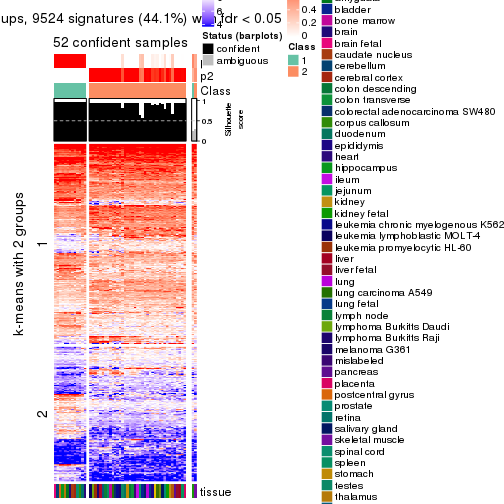 ups, 9524 signatures (44.1%) with fdr < 0.05
52 confident samples
p2
Class
1
0.5
0
Silhouette
score
k-means with 2 groups
1
2
tissue
6
4
Status (barplots)
confident
ambiguous
0.4
0.2
0
Class
1
2
bladder
bone marrow
brain
brain fetal
caudate nucleus
cerebellum
cerebral cortex
colon descending
colon transverse
colorectal adenocarcinoma SW480
corpus callosum
duodenum
epididymis
heart
hippocampus
ileum
jejunum
kidney
kidney fetal
leukemia chronic myelogenous K562
leukemia lymphoblastic MOLT-4
leukemia promyelocytic HL-60
liver
liver fetal
lung
lung carcinoma A549
lung fetal
lymph node
lymphoma Burkitts Daudi
lymphoma Burkitts Raji
melanoma G361
mislabeled
pancreas
placenta
postcentral gyrus
prostate
retina
salivary gland
skeletal muscle
spinal cord
spleen
stomach
testes
thalamus